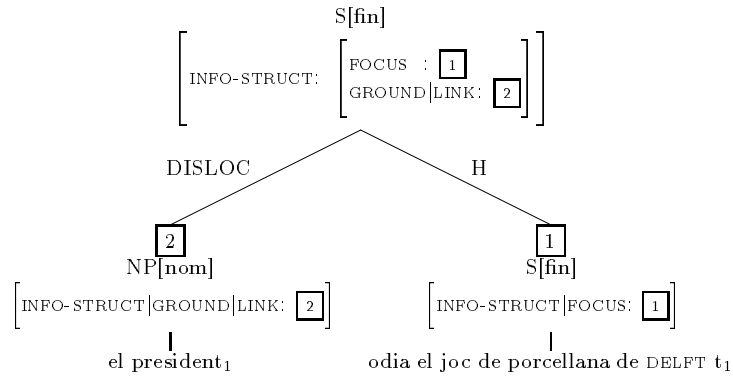 S[fin]
INFO-STRUCT: [FOCUS : 1
GROUND|LINK: 2]
DISLOC H
2 1
NP[nom] S[fin]
[INFO-STRUCT|GROUND|LINK: 2] [INFO-STRUCT|FOCUS: 1]
el president₁ odia el joc de porcellana de DELFT t₁